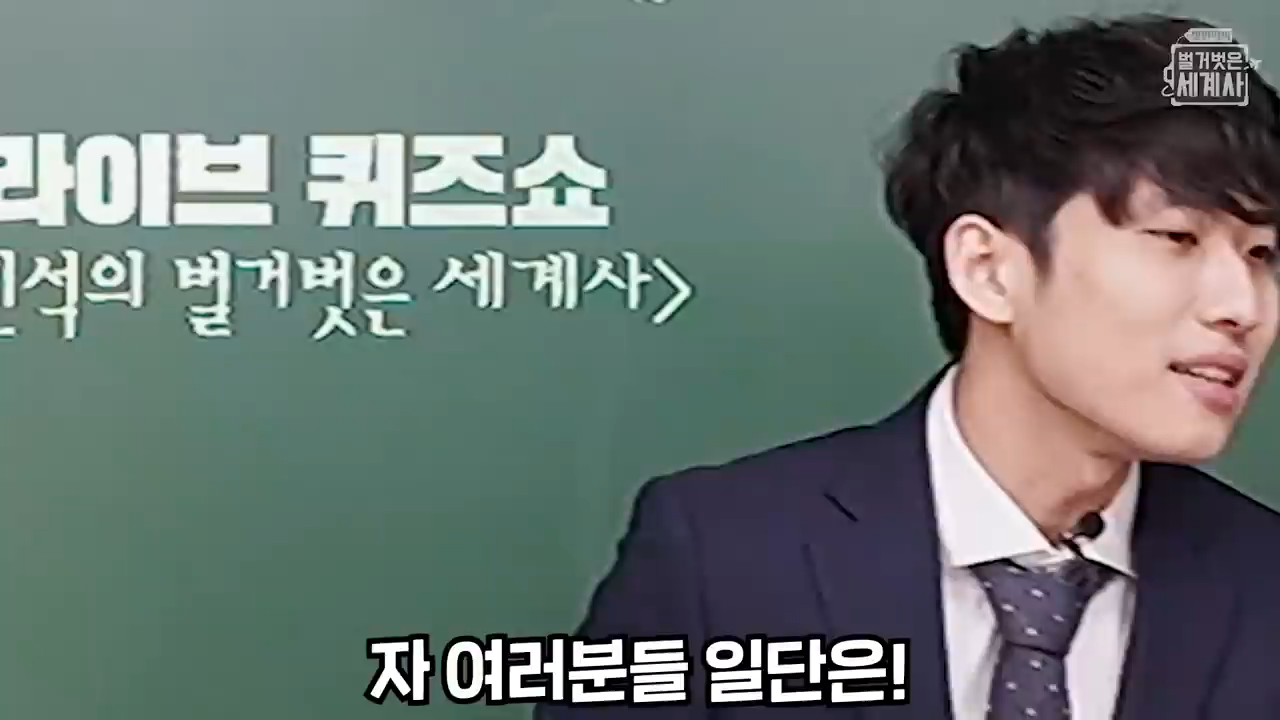 벌거벗은
세계사
라이브 퀴즈쇼
민석의 벌거벗은 세계사>
자 여러분들 일단은!